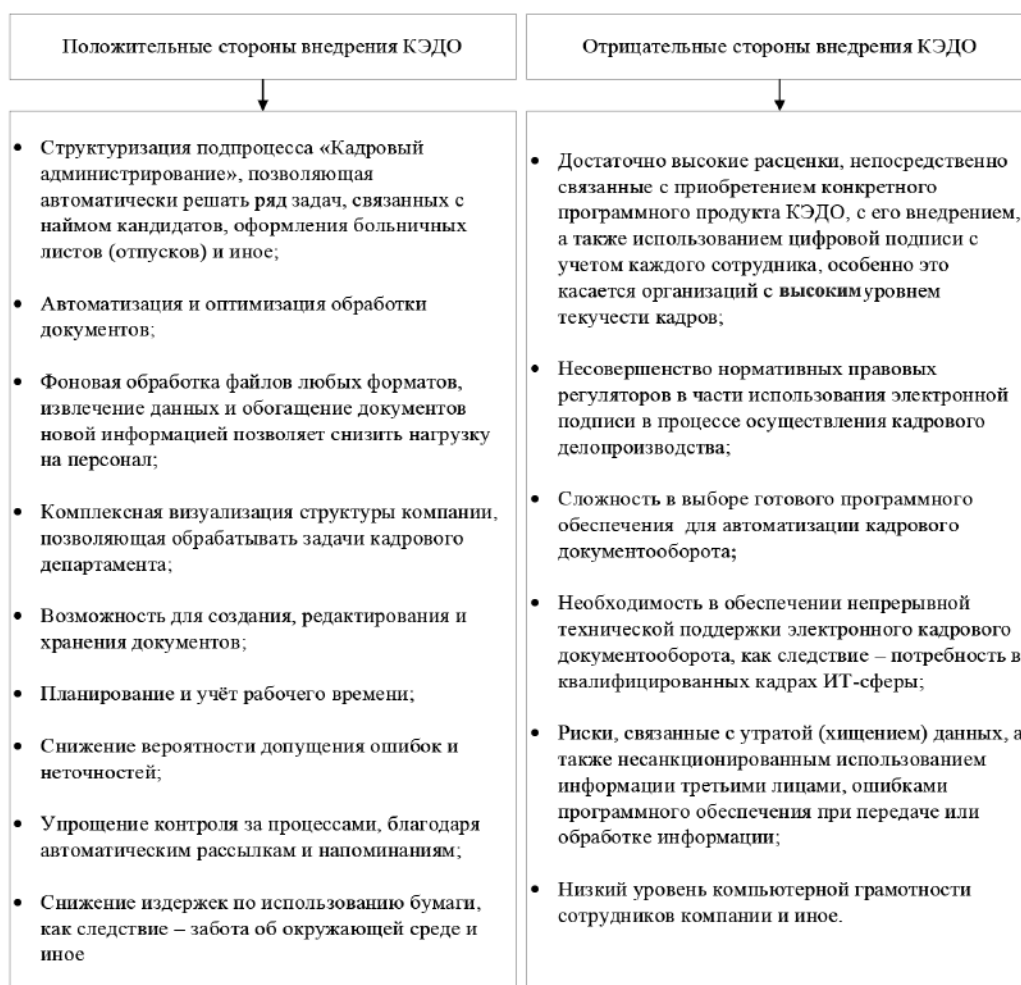 Положительные стороны внедрения КЭДО
Структуризация подпроцесса «Кадровый
администрирование», позволяющая
автоматически решать ряд задач, связанных с
наймом кандидатов, оформления больничных
листов (отпусков) и иное;
Автоматизация и оптимизация обработки
документов;
Фоновая обработка файлов любых форматов,
извлечение данных и обогащение документов
новой информацией позволяет снизить нагрузку
на персонал;
Комплексная визуализация структуры компании,
позволяющая обрабатывать задачи кадрового
департамента;
Возможность для создания, редактирования и
хранения документов;
Планирование и учёт рабочего времени;
Снижение вероятности допущения ошибок и
неточностей;
Упрощение контроля за процессами, благодаря
автоматическим рассылкам и напоминаниям;
Снижение издержек по использованию бумаги,
как следствие – забота об окружающей среде и
иное
Отрицательные стороны внедрения КЭДО
Достаточно высокие расценки, непосредственно
связанные с приобретением конкретного
программного продукта КЭДО, с его внедрением,
а также использованием цифровой подписи с
учетом каждого сотрудника, особенно это
касается организаций с высоким уровнем
текучести кадров;
Несовершенство нормативных правовых
регуляторов в части использования электронной
подписи в процессе осуществления кадрового
делопроизводства;
Сложность в выборе готового программного
обеспечения для автоматизации кадрового
документооборота;
Необходимость в обеспечении непрерывной
технической поддержки электронного кадрового
документооборота, как следствие – потребность в
квалифицированных кадрах ИТ-сферы;
Риски, связанные с утратой (хищением) данных, а
также несанкционированным использованием
информации третьими лицами, ошибками
программного обеспечения при передаче или
обработке информации;
Низкий уровень компьютерной грамотности
сотрудников компании и иное.